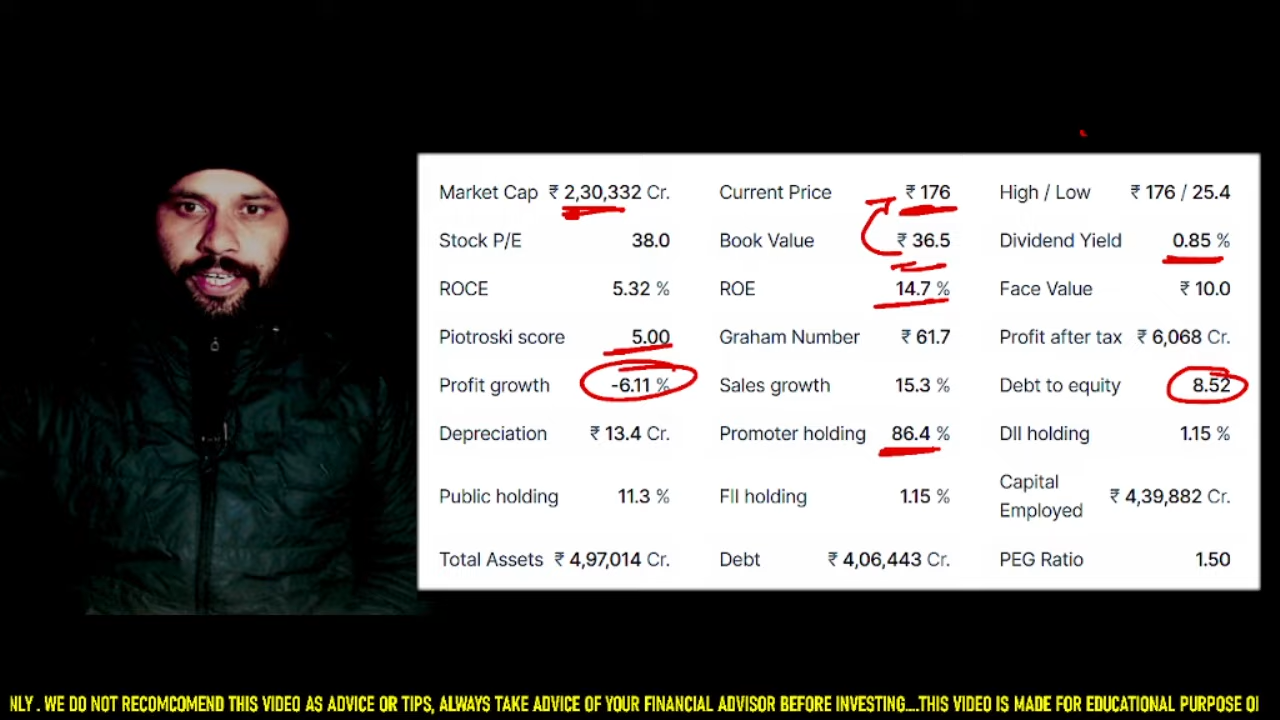 Market Cap ₹ 2,30,332 Cr. Current Price ₹ 176 High / Low ₹ 176 / 25.4
Stock P/E 38.0 Book Value ₹ 36.5 Dividend Yield 0.85 %
ROCE 5.32 % ROE 14.7 % Face Value ₹ 10.0
Piotroski score 5.00 Graham Number ₹ 61.7 Profit after tax ₹ 6,068 Cr.
Profit growth -6.11 % Sales growth 15.3 % Debt to equity 8.52
Depreciation ₹ 13.4 Cr. Promoter holding 86.4 % DII holding 1.15 %
Public holding 11.3 % FII holding 1.15 % Capital Employed ₹ 4,39,882 Cr.
Total Assets ₹ 4,97,014 Cr. Debt ₹ 4,06,443 Cr. PEG Ratio 1.50
NLY . WE DO NOT RECOMCOMEND THIS VIDEO AS ADVICE OR TIPS, ALWAYS TAKE ADVICE OF YOUR FINANCIAL ADVISOR BEFORE INVESTING....THIS VIDEO IS MADE FOR EDUCATIONAL PURPOSE O